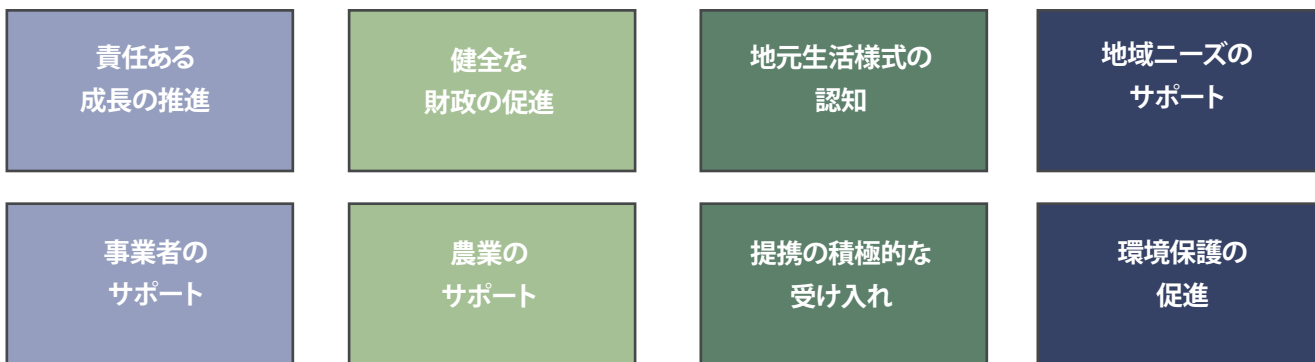 責任ある
成長の推進
健全な
財政の促進
地元生活様式の
認知
地域ニーズの
サポート
事業者の
サポート
農業の
サポート
提携の積極的な
受け入れ
環境保護の
促進